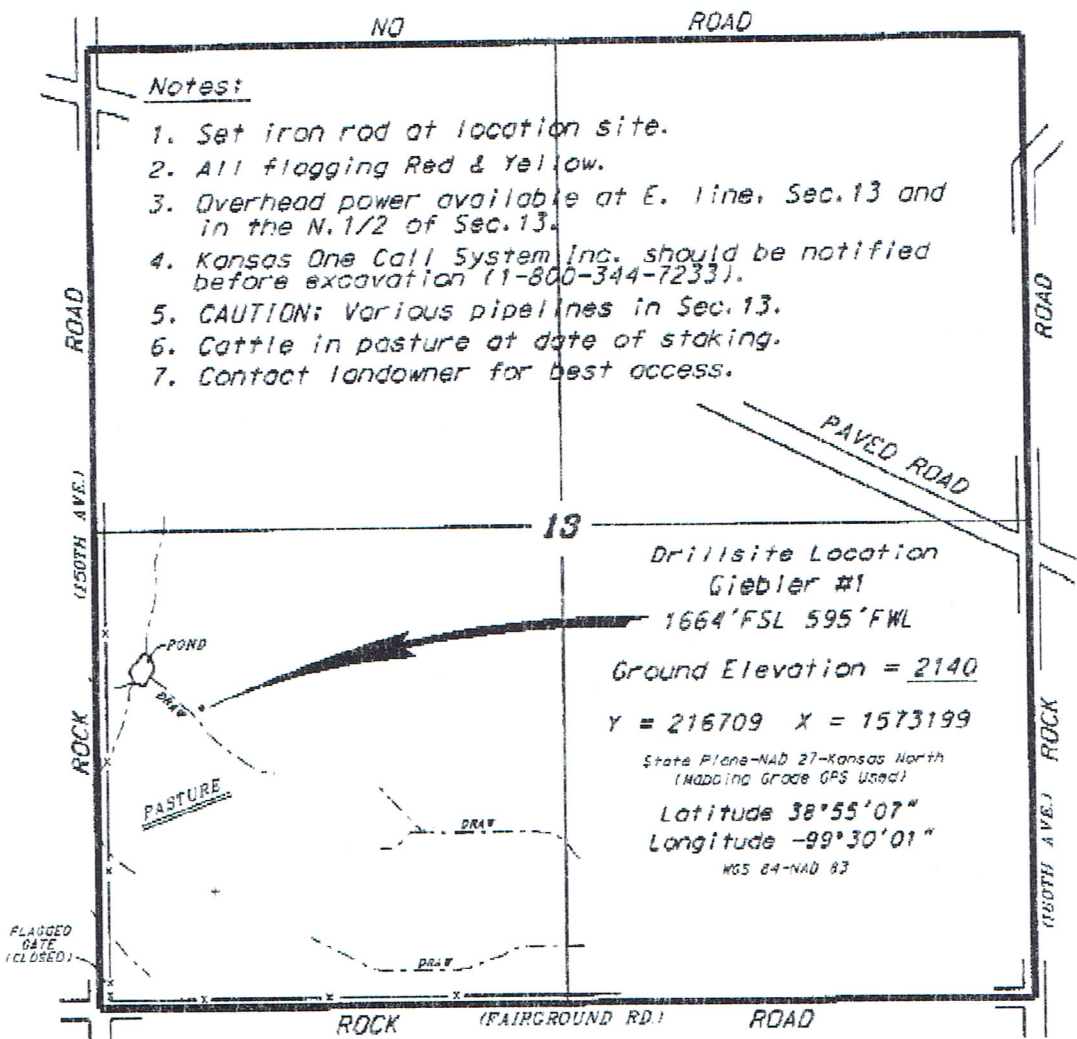 NO ROAD
Notes:
1. Set iron rod at location site.
2. All flagging Red & Yellow.
3. Overhead power available at E. line, Sec.13 and
in the N.1/2 of Sec.13.
4. Kansas One Call System Inc. should be notified
before excavation (1-800-344-7233).
5. CAUTION: Various pipelines in Sec.13.
6. Cattle in pasture at date of staking.
7. Contact landowner for best access.
ROAD
ROAD
PAVED ROAD
(150TH AVE.)
13
Drillsite Location
Giebler #1
1664'FSL 595'FWL
Ground Elevation = 2140
Y = 216709 X = 1573199
State Plane-NAD 27-Kansas North
(Mapping Grade GPS Used)
Latitude 38°55'07"
Longitude -99°30'01"
WGS 84-NAD 83
POND
DRAW
ROCK
ROCK
PASTURE
DRAW
(160TH AVE.)
FLAGGED
GATE
(CLOSED)
DRAW
ROCK (FAIRGROUND RD.) ROAD